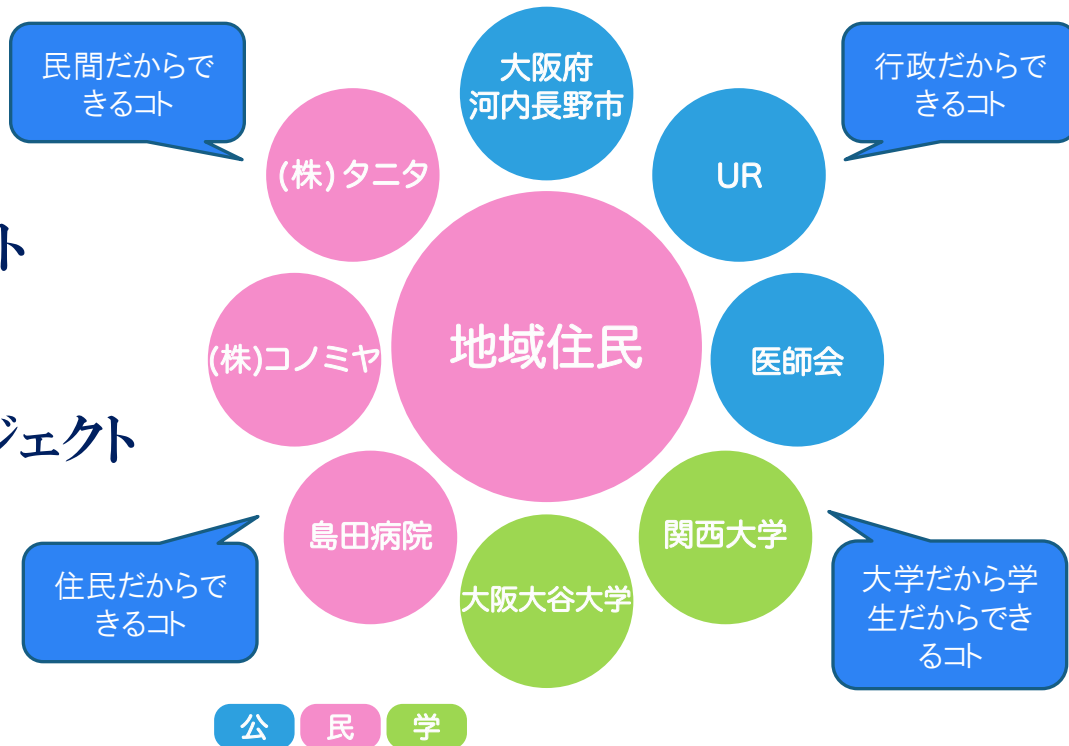 民間だからで
きるコト
大阪府
河内長野市
行政だからで
きるコト
(株)タニタ
UR
ト
(株)コノミヤ
地域住民
医師会
ジェクト
島田病院
関西大学
住民だからで
きるコト
大阪大谷大学
大学だから学
生だからでき
るコト
公 民 学